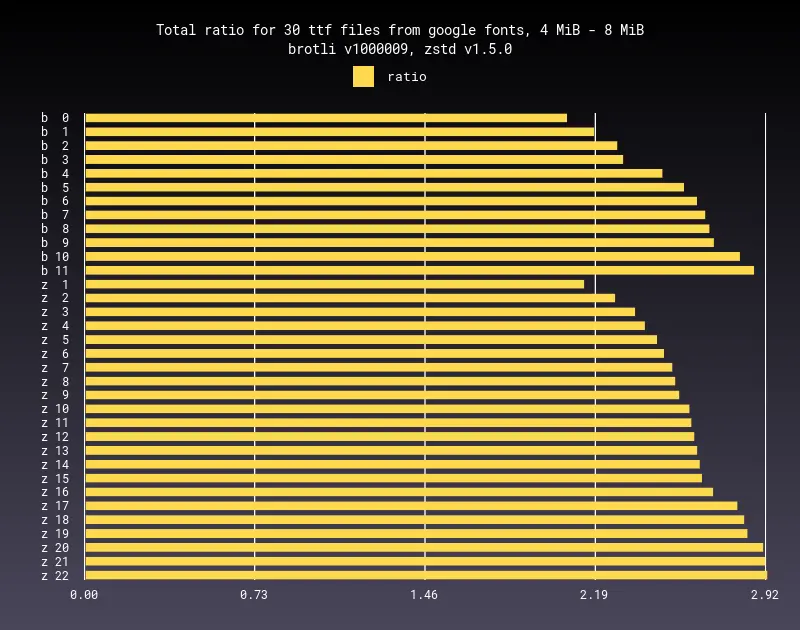 Total ratio for 30 ttf files from google fonts, 4 MiB - 8 MiB
brotli v1000009, zstd v1.5.0
ratio
b 0
b 1
b 2
b 3
b 4
b 5
b 6
b 7
b 8
b 9
b 10
b 11
z 1
z 2
z 3
z 4
z 5
z 6
z 7
z 8
z 9
z 10
z 11
z 12
z 13
z 14
z 15
z 16
z 17
z 18
z 19
z 20
z 21
z 22
0.00 0.73 1.46 2.19 2.92